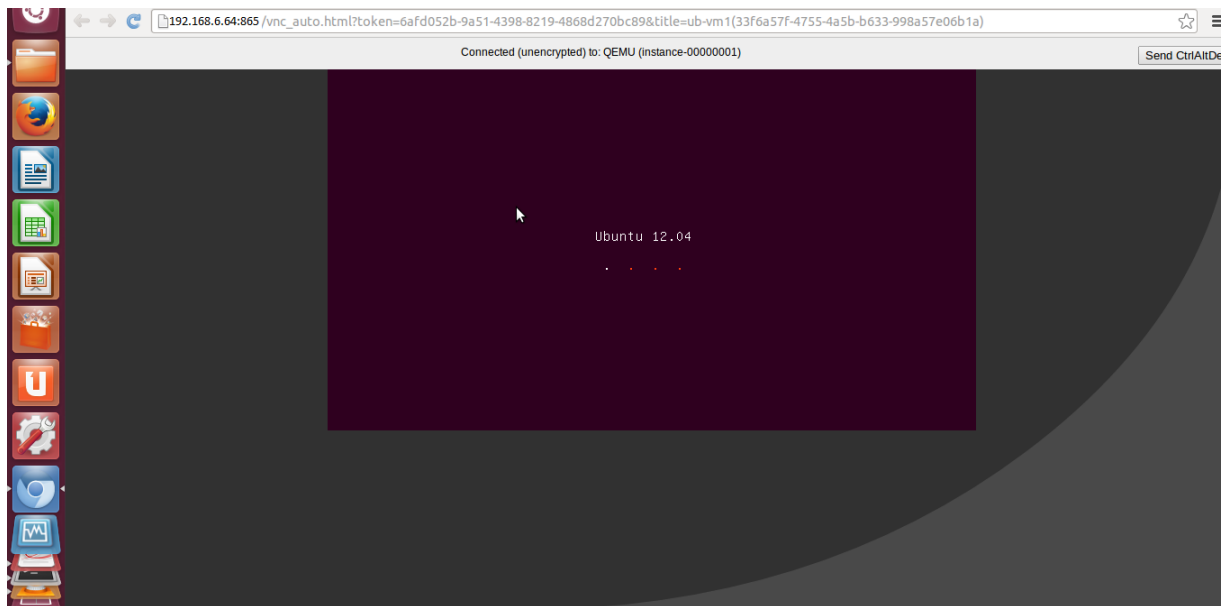 192.168.6.64:865/vnc_auto.html?token=6afd052b-9a51-4398-8219-4868d270bc89&title=ub-vm1(33f6a57f-4755-4a5b-b633-998a57e06b1a)
Connected (unencrypted) to: QEMU (instance-00000001)
Send CtrlAltDe
Ubuntu 12.04